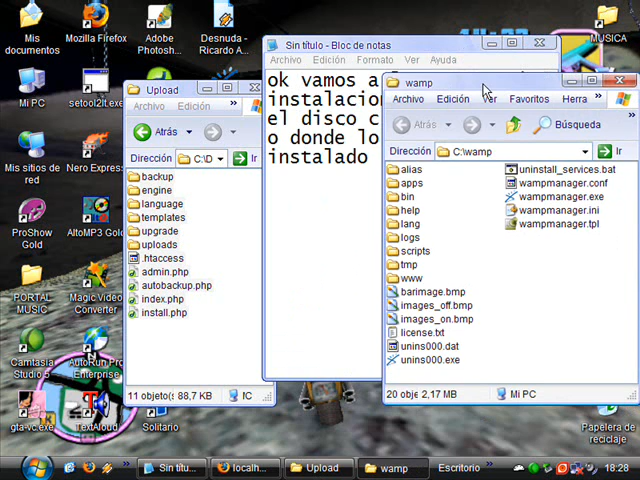 Mis
documentos
Mozilla Firefox
Adobe
Photosh...
Desnuda -
Ricardo A...
MUSICA
Mi PC
setool2lt.exe
Mis sitios de
red
Nero Express
ProShow
Gold
AltoMP3 Gold
PORTAL
MUSIC
Magic Video
Converter
Camtasia
Studio 5
AutoRun Pro
Enterprise
gta-vc.exe
TextAloud
Solitario
Papelera de
reciclaje
Upload
Archivo Edición »
Atrás »
Dirección C:\D Ir
backup
engine
language
templates
upgrade
uploads
.htaccess
admin.php
autobackup.php
index.php
install.php
11 objeto(s 88,7 KB
Sin título - Bloc de notas
Archivo Edición Formato Ver Ayuda
ok vamos a
instalacion
el disco c
o donde lo
instalado
wamp
Archivo Edición Ver Favoritos Herra »
Atrás Búsqueda
Dirección C:\wamp Ir
alias
apps
bin
help
lang
logs
scripts
tmp
www
barimage.bmp
images_off.bmp
images_on.bmp
license.txt
unins000.dat
unins000.exe
uninstall_services.bat
wampmanager.conf
wampmanager.exe
wampmanager.ini
wampmanager.tpl
20 obje 2,17 MB Mi PC
» Sin títu... localh... Upload wamp Escritorio » 18:28